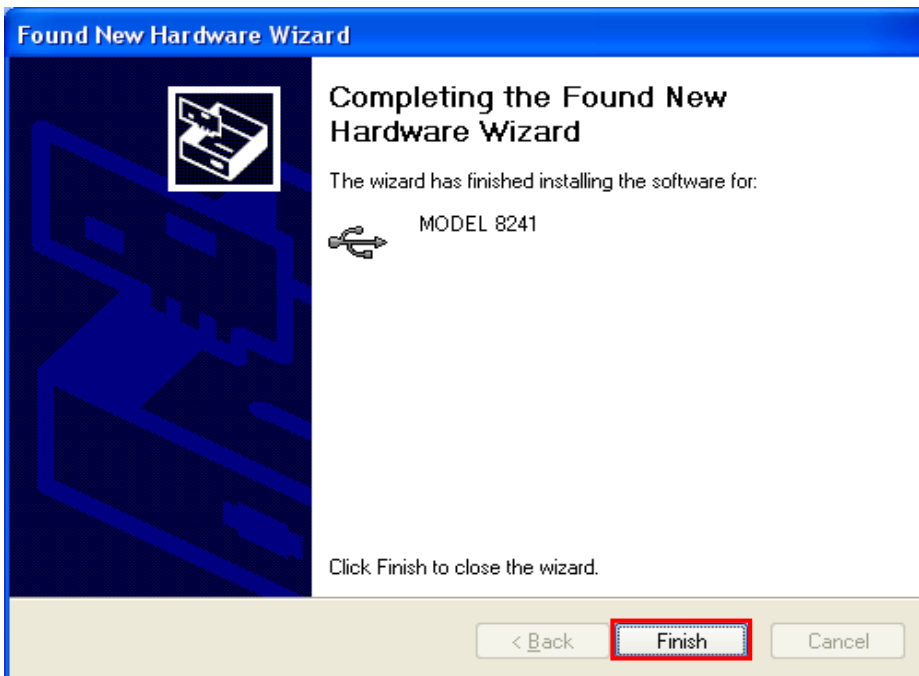 Found New Hardware Wizard
Completing the Found New
Hardware Wizard
The wizard has finished installing the software for:
MODEL 8241
Click Finish to close the wizard.
< Back Finish Cancel